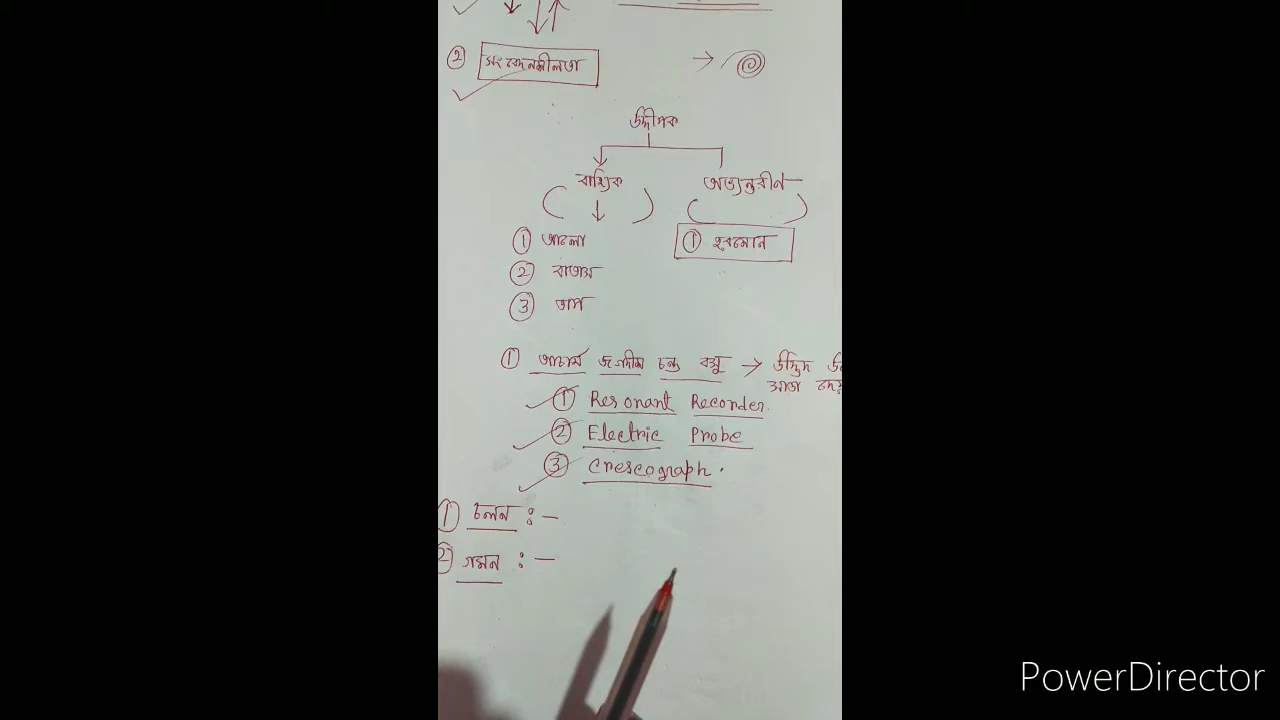 ② সংবেদনশীলতা →
উদ্দীপক
বাহ্যিক অভ্যন্তরীণ
① আলো ① হরমোন
② বাতাস
③ তাপ
① আচার্য জগদীশ চন্দ্র বসু → উদ্ভিদ
সাড়া দেয়
① Resonant Recorder.
② Electric Probe
③ Crescograph.
① চলন :-
② গমন :-
PowerDirector